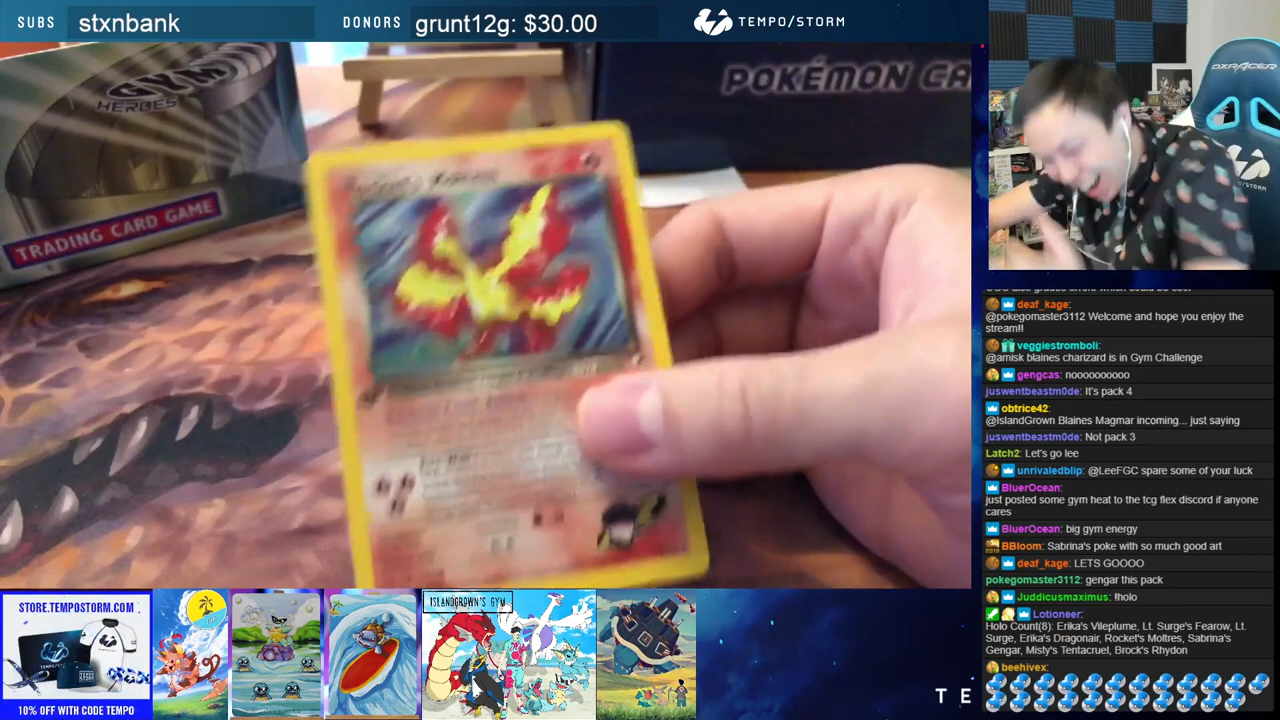 SUBS stxnbank DONORS grunt12g: $30.00 TEMPO/STORM
GYM
HEROES
TRADING CARD GAME
POKÉMON CA
DXRACER
deaf_kage:
@pokegomaster3112 Welcome and hope you enjoy the
stream!!
veggiestromboli:
@amisk blaines charizard is in Gym Challenge
gengcas: noooooooooo
juswentbeastm0de: It's pack 4
obtrice42:
@IslandGrown Blaines Magmar incoming... just saying
juswentbeastm0de: Not pack 3
Latch2: Let's go lee
unrivaledblip: @LeeFGC spare some of your luck
BluerOcean:
just posted some gym heat to the tcg flex discord if anyone
cares
BluerOcean: big gym energy
BBloom: Sabrina's poke with so much good art
deaf_kage: LETS GOOOO
pokegomaster3112: gengar this pack
Juddicusmaximus: !holo
Lotioneer:
Holo Count(8): Erika's Vileplume, Lt. Surge's Fearow, Lt.
Surge, Erika's Dragonair, Rocket's Moltres, Sabrina's
Gengar, Misty's Tentacruel, Brock's Rhydon
beehivex:
STORE.TEMPOSTORM.COM
10% OFF WITH CODE TEMPO
ISLANDGROWN'S GYM
T E